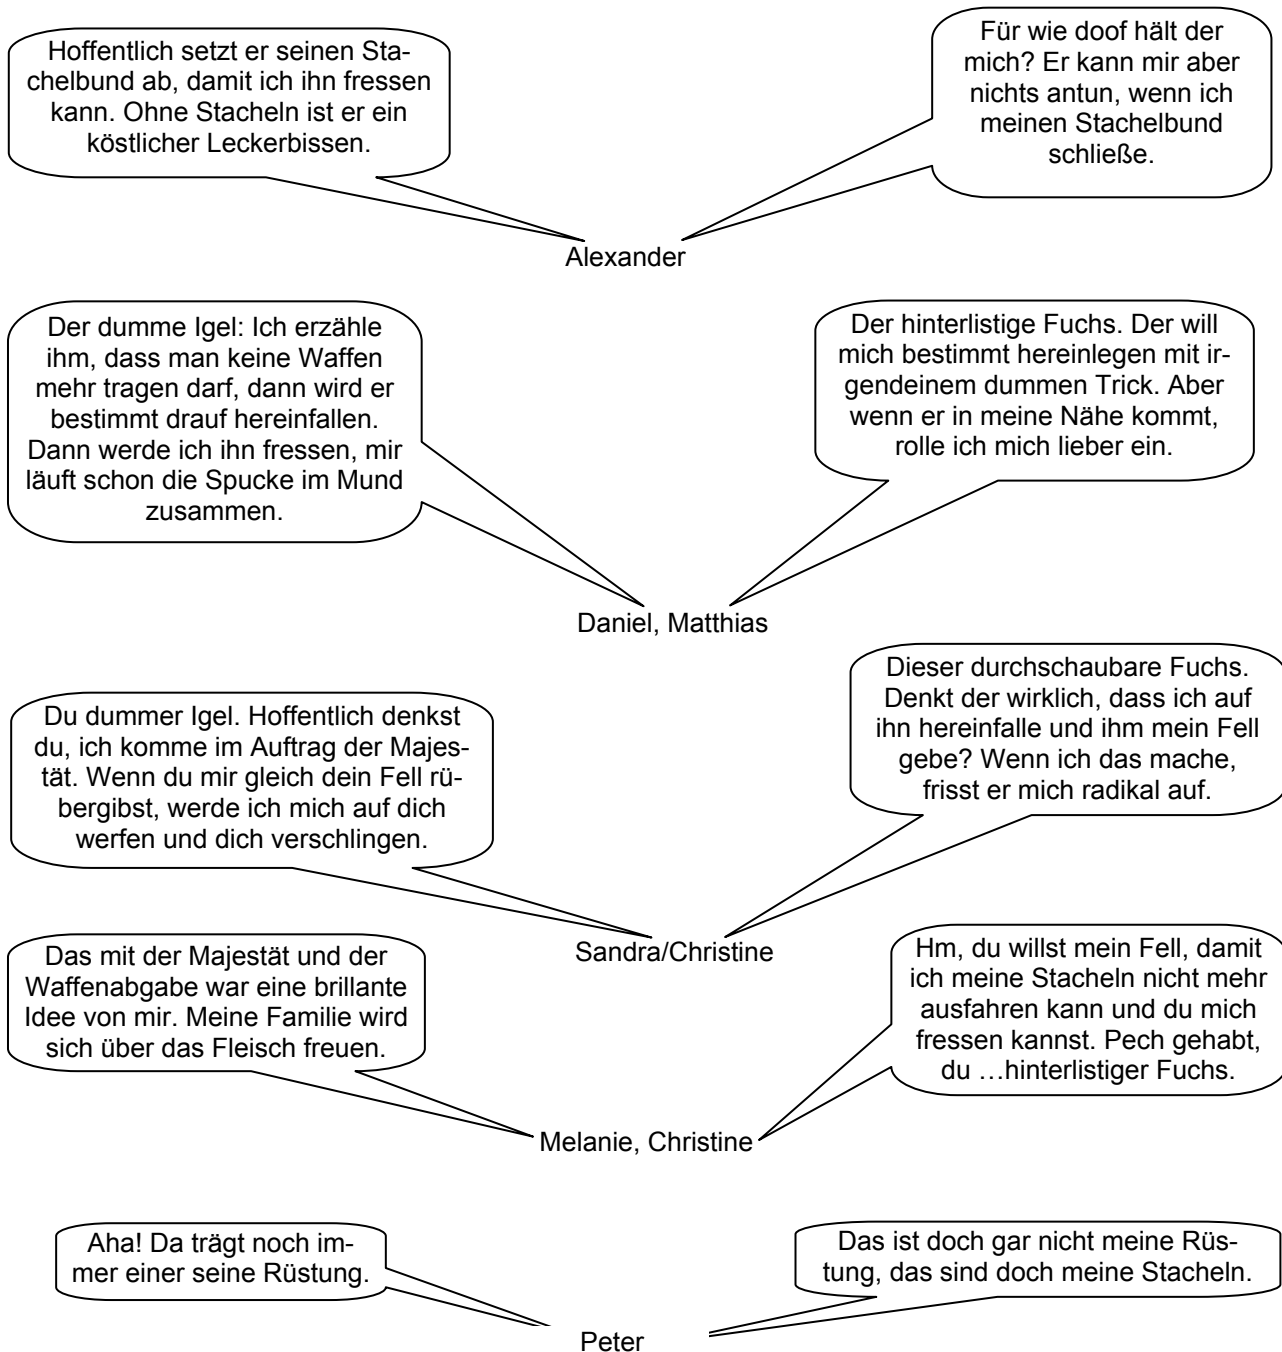 Hoffentlich setzt er seinen Sta-
chelbund ab, damit ich ihn fressen
kann. Ohne Stacheln ist er ein
köstlicher Leckerbissen.
Für wie doof hält der
mich? Er kann mir aber
nichts antun, wenn ich
meinen Stachelbund
schließe.
Alexander
Der dumme Igel: Ich erzähle
ihm, dass man keine Waffen
mehr tragen darf, dann wird er
bestimmt drauf hereinfallen.
Dann werde ich ihn fressen, mir
läuft schon die Spucke im Mund
zusammen.
Der hinterlistige Fuchs. Der will
mich bestimmt hereinlegen mit ir-
gendeinem dummen Trick. Aber
wenn er in meine Nähe kommt,
rolle ich mich lieber ein.
Daniel, Matthias
Du dummer Igel. Hoffentlich denkst
du, ich komme im Auftrag der Majes-
tät. Wenn du mir gleich dein Fell rü-
bergibst, werde ich mich auf dich
werfen und dich verschlingen.
Dieser durchschaubare Fuchs.
Denkt der wirklich, dass ich auf
ihn hereinfalle und ihm mein Fell
gebe? Wenn ich das mache,
frisst er mich radikal auf.
Sandra/Christine
Das mit der Majestät und der
Waffenabgabe war eine brillante
Idee von mir. Meine Familie wird
sich über das Fleisch freuen.
Hm, du willst mein Fell, damit
ich meine Stacheln nicht mehr
ausfahren kann und du mich
fressen kannst. Pech gehabt,
du …hinterlistiger Fuchs.
Melanie, Christine
Aha! Da trägt noch im-
mer einer seine Rüstung.
Das ist doch gar nicht meine Rüs-
tung, das sind doch meine Stacheln.
Peter